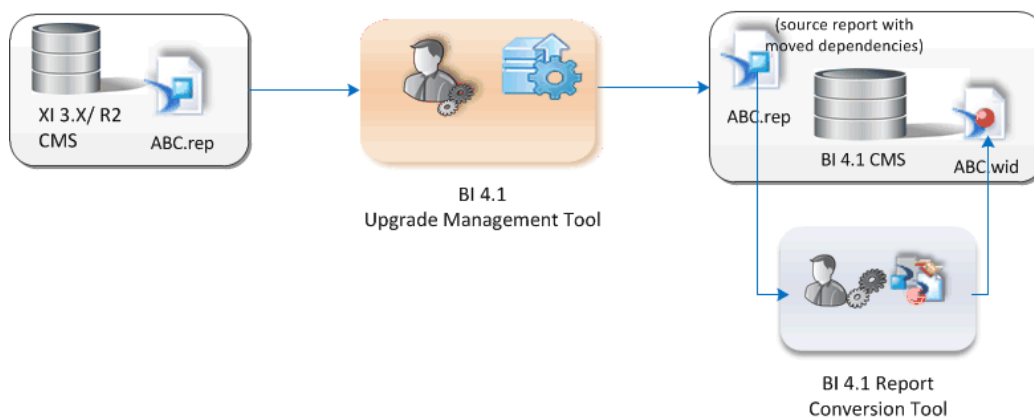 XI 3.X/ R2
CMS
ABC.rep
BI 4.1
Upgrade Management Tool
(source report with
moved dependencies)
ABC.rep
BI 4.1 CMS
ABC.wid
BI 4.1 Report
Conversion Tool